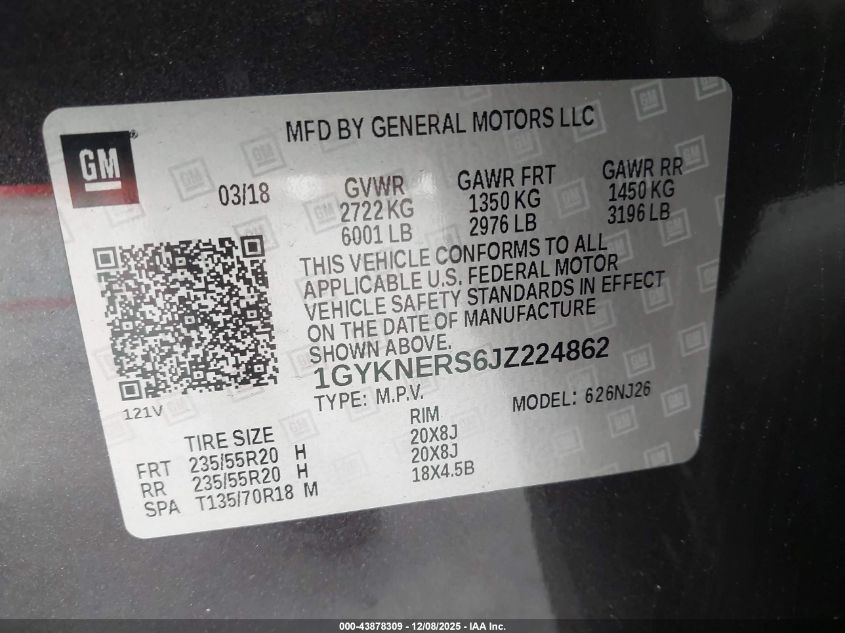 MFD BY GENERAL MOTORS LLC
GM
®
03/18
GVWR GAWR FRT GAWR RR
2722 KG 1350 KG 1450 KG
6001 LB 2976 LB 3196 LB
THIS VEHICLE CONFORMS TO ALL
APPLICABLE U.S. FEDERAL MOTOR
VEHICLE SAFETY STANDARDS IN EFFECT
ON THE DATE OF MANUFACTURE
SHOWN ABOVE.
1GYKNERS6JZ224862
121V
TYPE: M.P.V. MODEL: 626NJ26
TIRE SIZE RIM
FRT 235/55R20 H 20X8J
RR 235/55R20 H 20X8J
SPA T135/70R18 M 18X4.5B
000-43878309 - 12/08/2025 - IAA Inc.